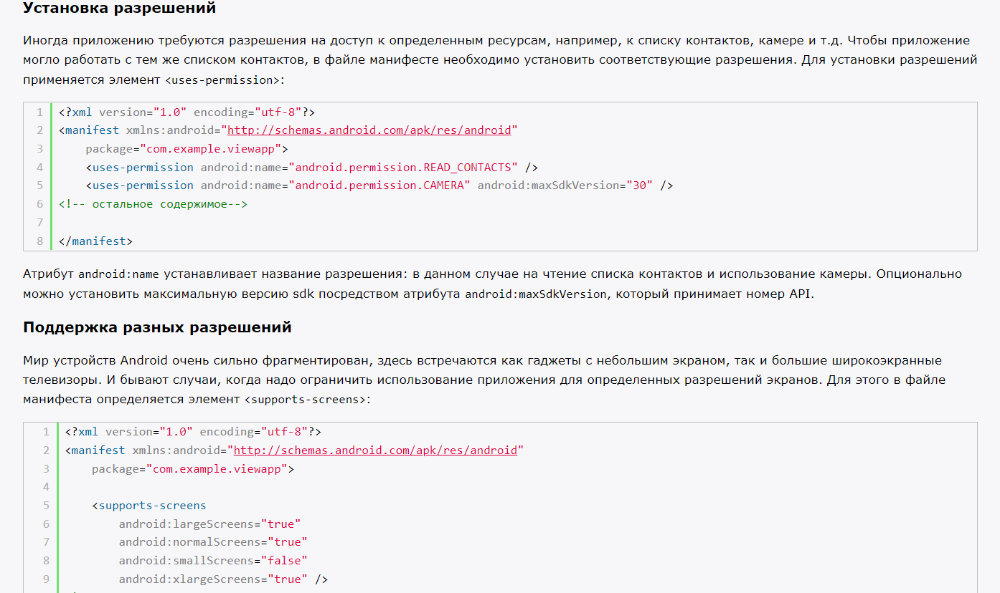 Установка разрешений
Иногда приложению требуются разрешения на доступ к определенным ресурсам, например, к списку контактов, камере и т.д. Чтобы приложение
могло работать с тем же списком контактов, в файле манифесте необходимо установить соответствующие разрешения. Для установки разрешений
применяется элемент <uses-permission>:
1 <?xml version="1.0" encoding="utf-8"?>
2 <manifest xmlns:android="http://schemas.android.com/apk/res/android"
3     package="com.example.viewapp">
4     <uses-permission android:name="android.permission.READ_CONTACTS" />
5     <uses-permission android:name="android.permission.CAMERA" android:maxSdkVersion="30" />
6 <!-- остальное содержимое-->
7
8 </manifest>
Атрибут android:name устанавливает название разрешения: в данном случае на чтение списка контактов и использование камеры. Опционально
можно установить максимальную версию sdk посредством атрибута android:maxSdkVersion, который принимает номер API.
Поддержка разных разрешений
Мир устройств Android очень сильно фрагментирован, здесь встречаются как гаджеты с небольшим экраном, так и большие широкоэкранные
телевизоры. И бывают случаи, когда надо ограничить использование приложения для определенных разрешений экранов. Для этого в файле
манифеста определяется элемент <supports-screens>:
1 <?xml version="1.0" encoding="utf-8"?>
2 <manifest xmlns:android="http://schemas.android.com/apk/res/android"
3     package="com.example.viewapp">
4
5     <supports-screens
6         android:largeScreens="true"
7         android:normalScreens="true"
8         android:smallScreens="false"
9         android:xlargeScreens="true" />